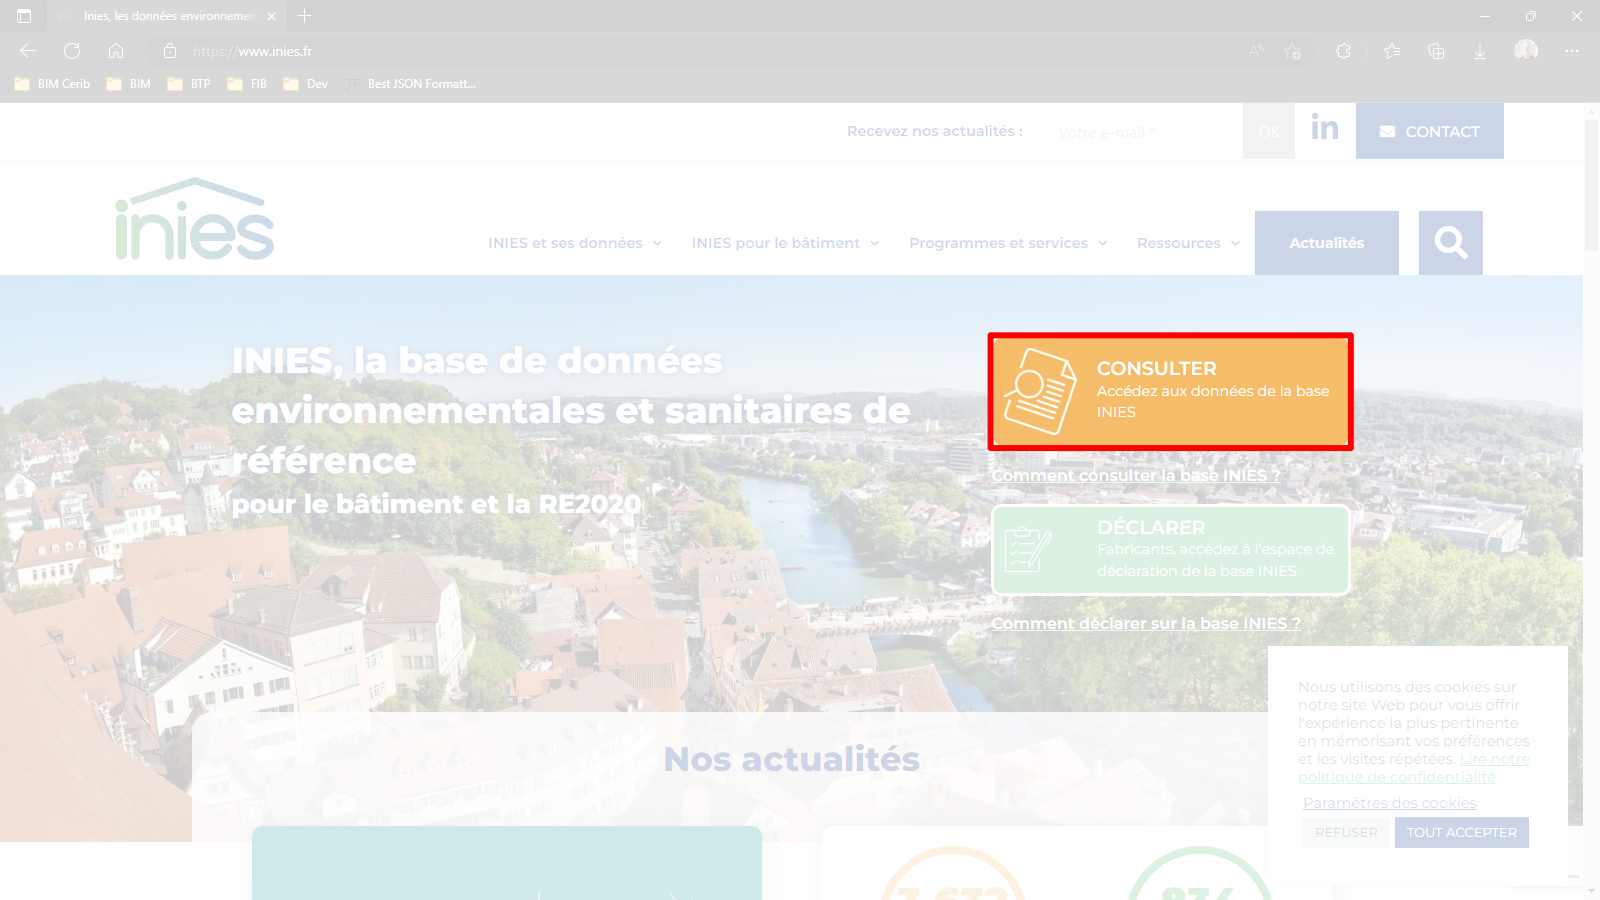 Inies, les données environnemen
https://www.inies.fr
BIM Cerib
BIM
BTP
FIB
Dev
JF
Best JSON Formatt...
Recevez nos actualités :
Votre e-mail *
OK
in
CONTACT
inies
INIES et ses données
INIES pour le bâtiment
Programmes et services
Ressources
Actualités
INIES, la base de données
environnementales et sanitaires de
référence
pour le bâtiment et la RE2020
CONSULTER
Accédez aux données de la base
INIES
Comment consulter la base INIES ?
DÉCLARER
Fabricants, accédez à l'espace de
déclaration de la base INIES
Comment déclarer sur la base INIES ?
Nos actualités
Nous utilisons des cookies sur
notre site Web pour vous offrir
l'expérience la plus pertinente
en mémorisant vos préférences
et les visites répétées. Lire notre
politique de confidentialité
Paramètres des cookies
REFUSER
TOUT ACCEPTER